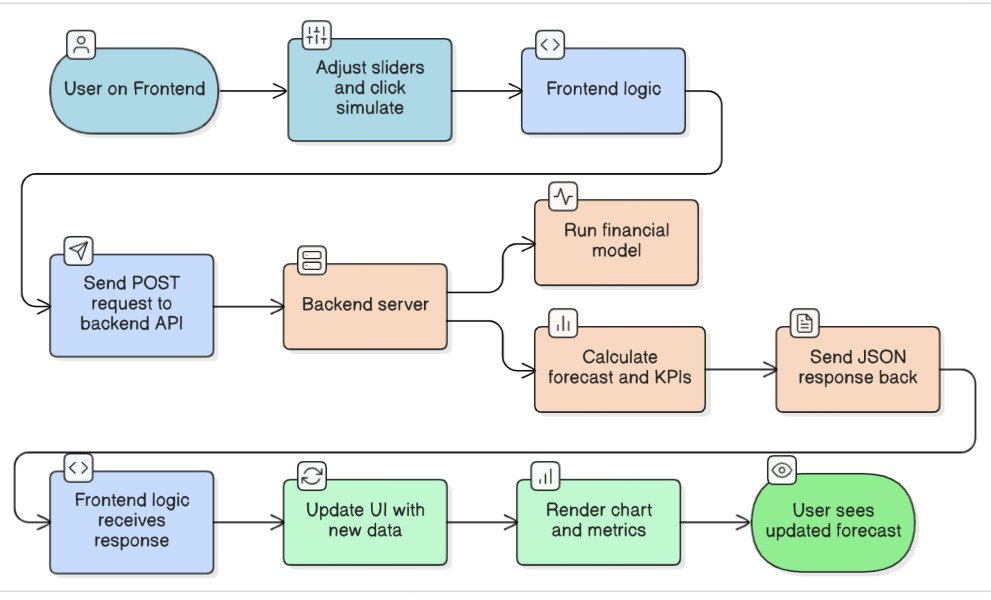 User on Frontend
Adjust sliders
and click
simulate
Frontend logic
Run financial
model
Send POST
request to
backend API
Backend server
Calculate
forecast and KPIs
Send JSON
response back
Frontend logic
receives
response
Update UI with
new data
Render chart
and metrics
User sees
updated forecast